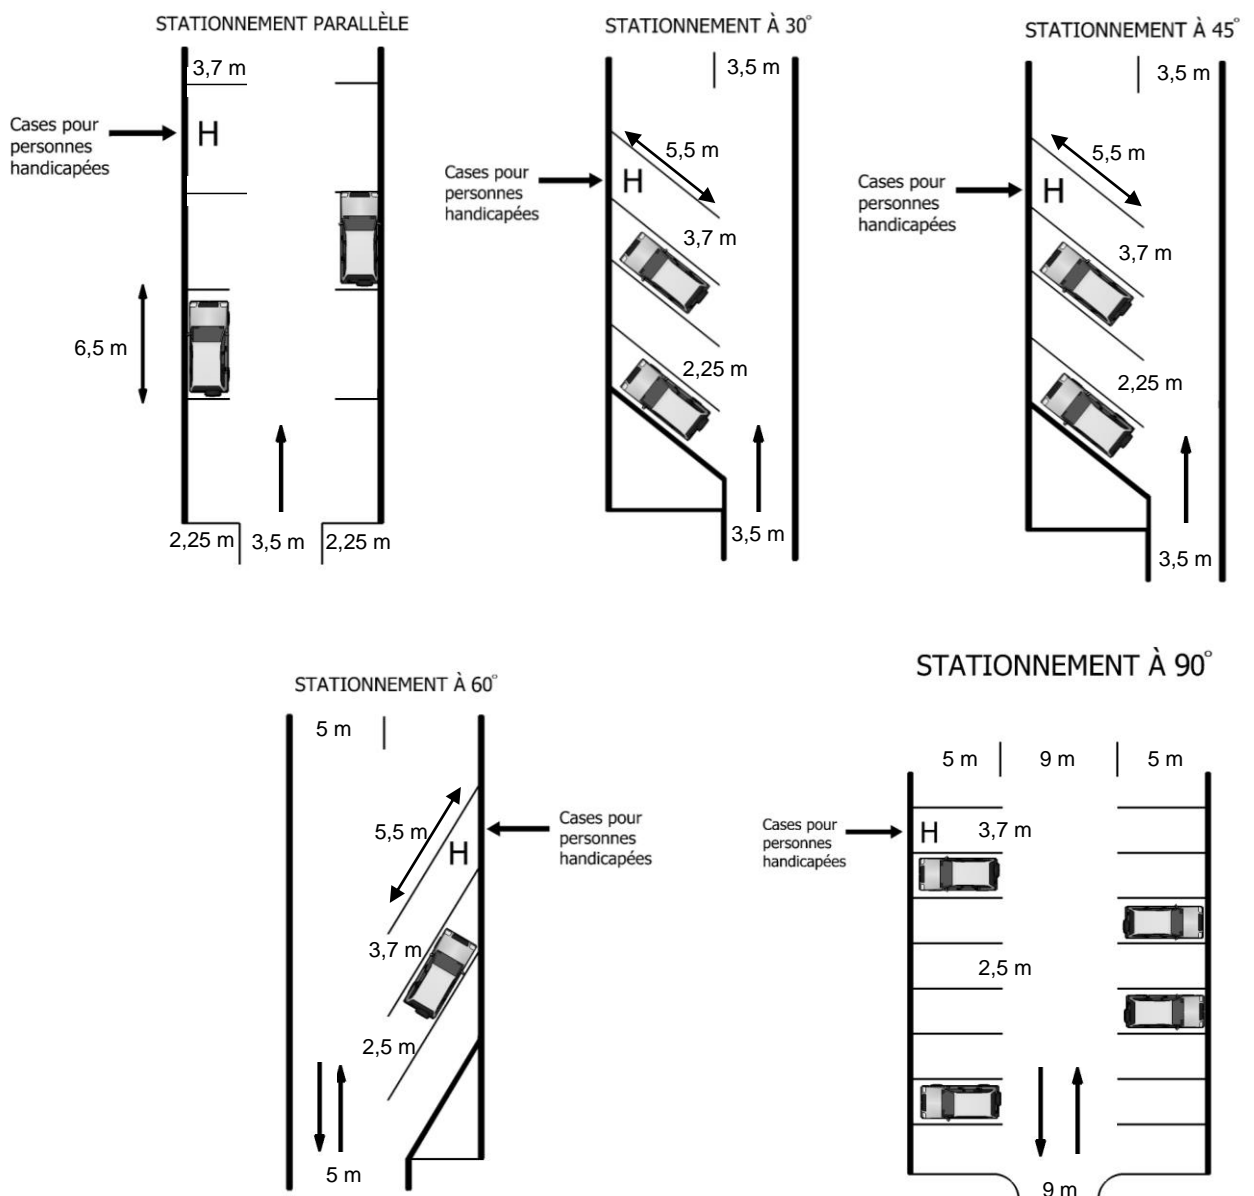 STATIONNEMENT PARALLÈLE
3,7 m
Cases pour
personnes
handicapées
H
6,5 m
2,25 m
3,5 m
2,25 m
STATIONNEMENT À 30°
3,5 m
5,5 m
Cases pour
personnes
handicapées
H
3,7 m
2,25 m
3,5 m
STATIONNEMENT À 45°
3,5 m
5,5 m
Cases pour
personnes
handicapées
H
3,7 m
2,25 m
3,5 m
STATIONNEMENT À 60°
5 m
5,5 m
H
Cases pour
personnes
handicapées
3,7 m
2,5 m
5 m
STATIONNEMENT À 90°
5 m
9 m
5 m
Cases pour
personnes
handicapées
H
3,7 m
2,5 m
9 m